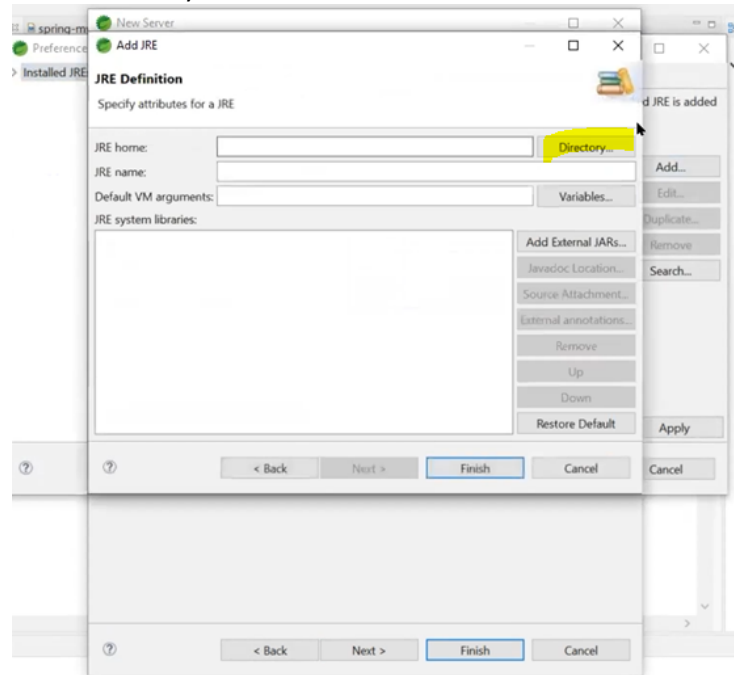 spring-m
New Server
Preference
Add JRE
Installed JRE
JRE Definition
Specify attributes for a JRE
d JRE is added
JRE home:
Directory...
JRE name:
Add...
Default VM arguments:
Variables...
Edit...
JRE system libraries:
Duplicate...
Add External JARs...
Remove
Javadoc Location...
Search...
Source Attachment...
External annotations...
Remove
Up
Down
Restore Default
Apply
< Back
Next >
Finish
Cancel
Cancel
< Back
Next >
Finish
Cancel